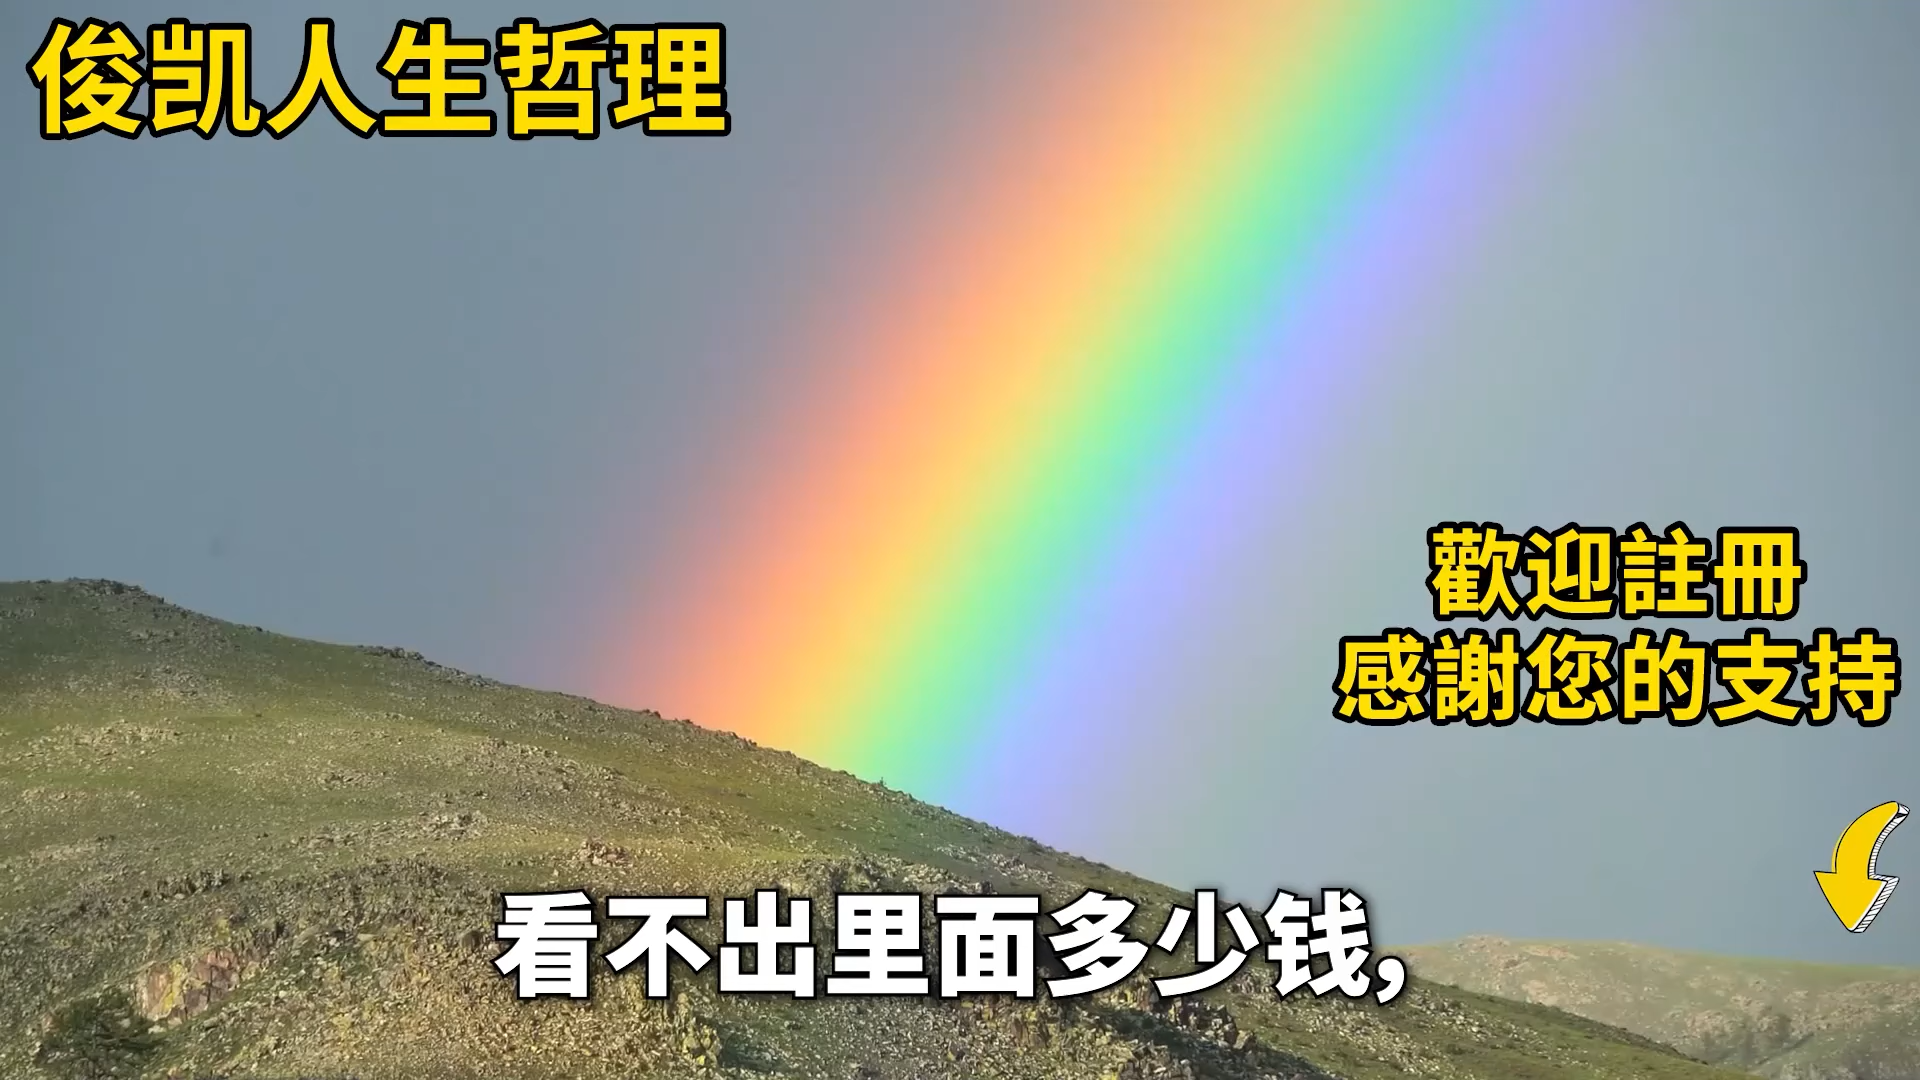 俊凯人生哲理
歡迎註冊
感謝您的支持
看不出里面多少钱,